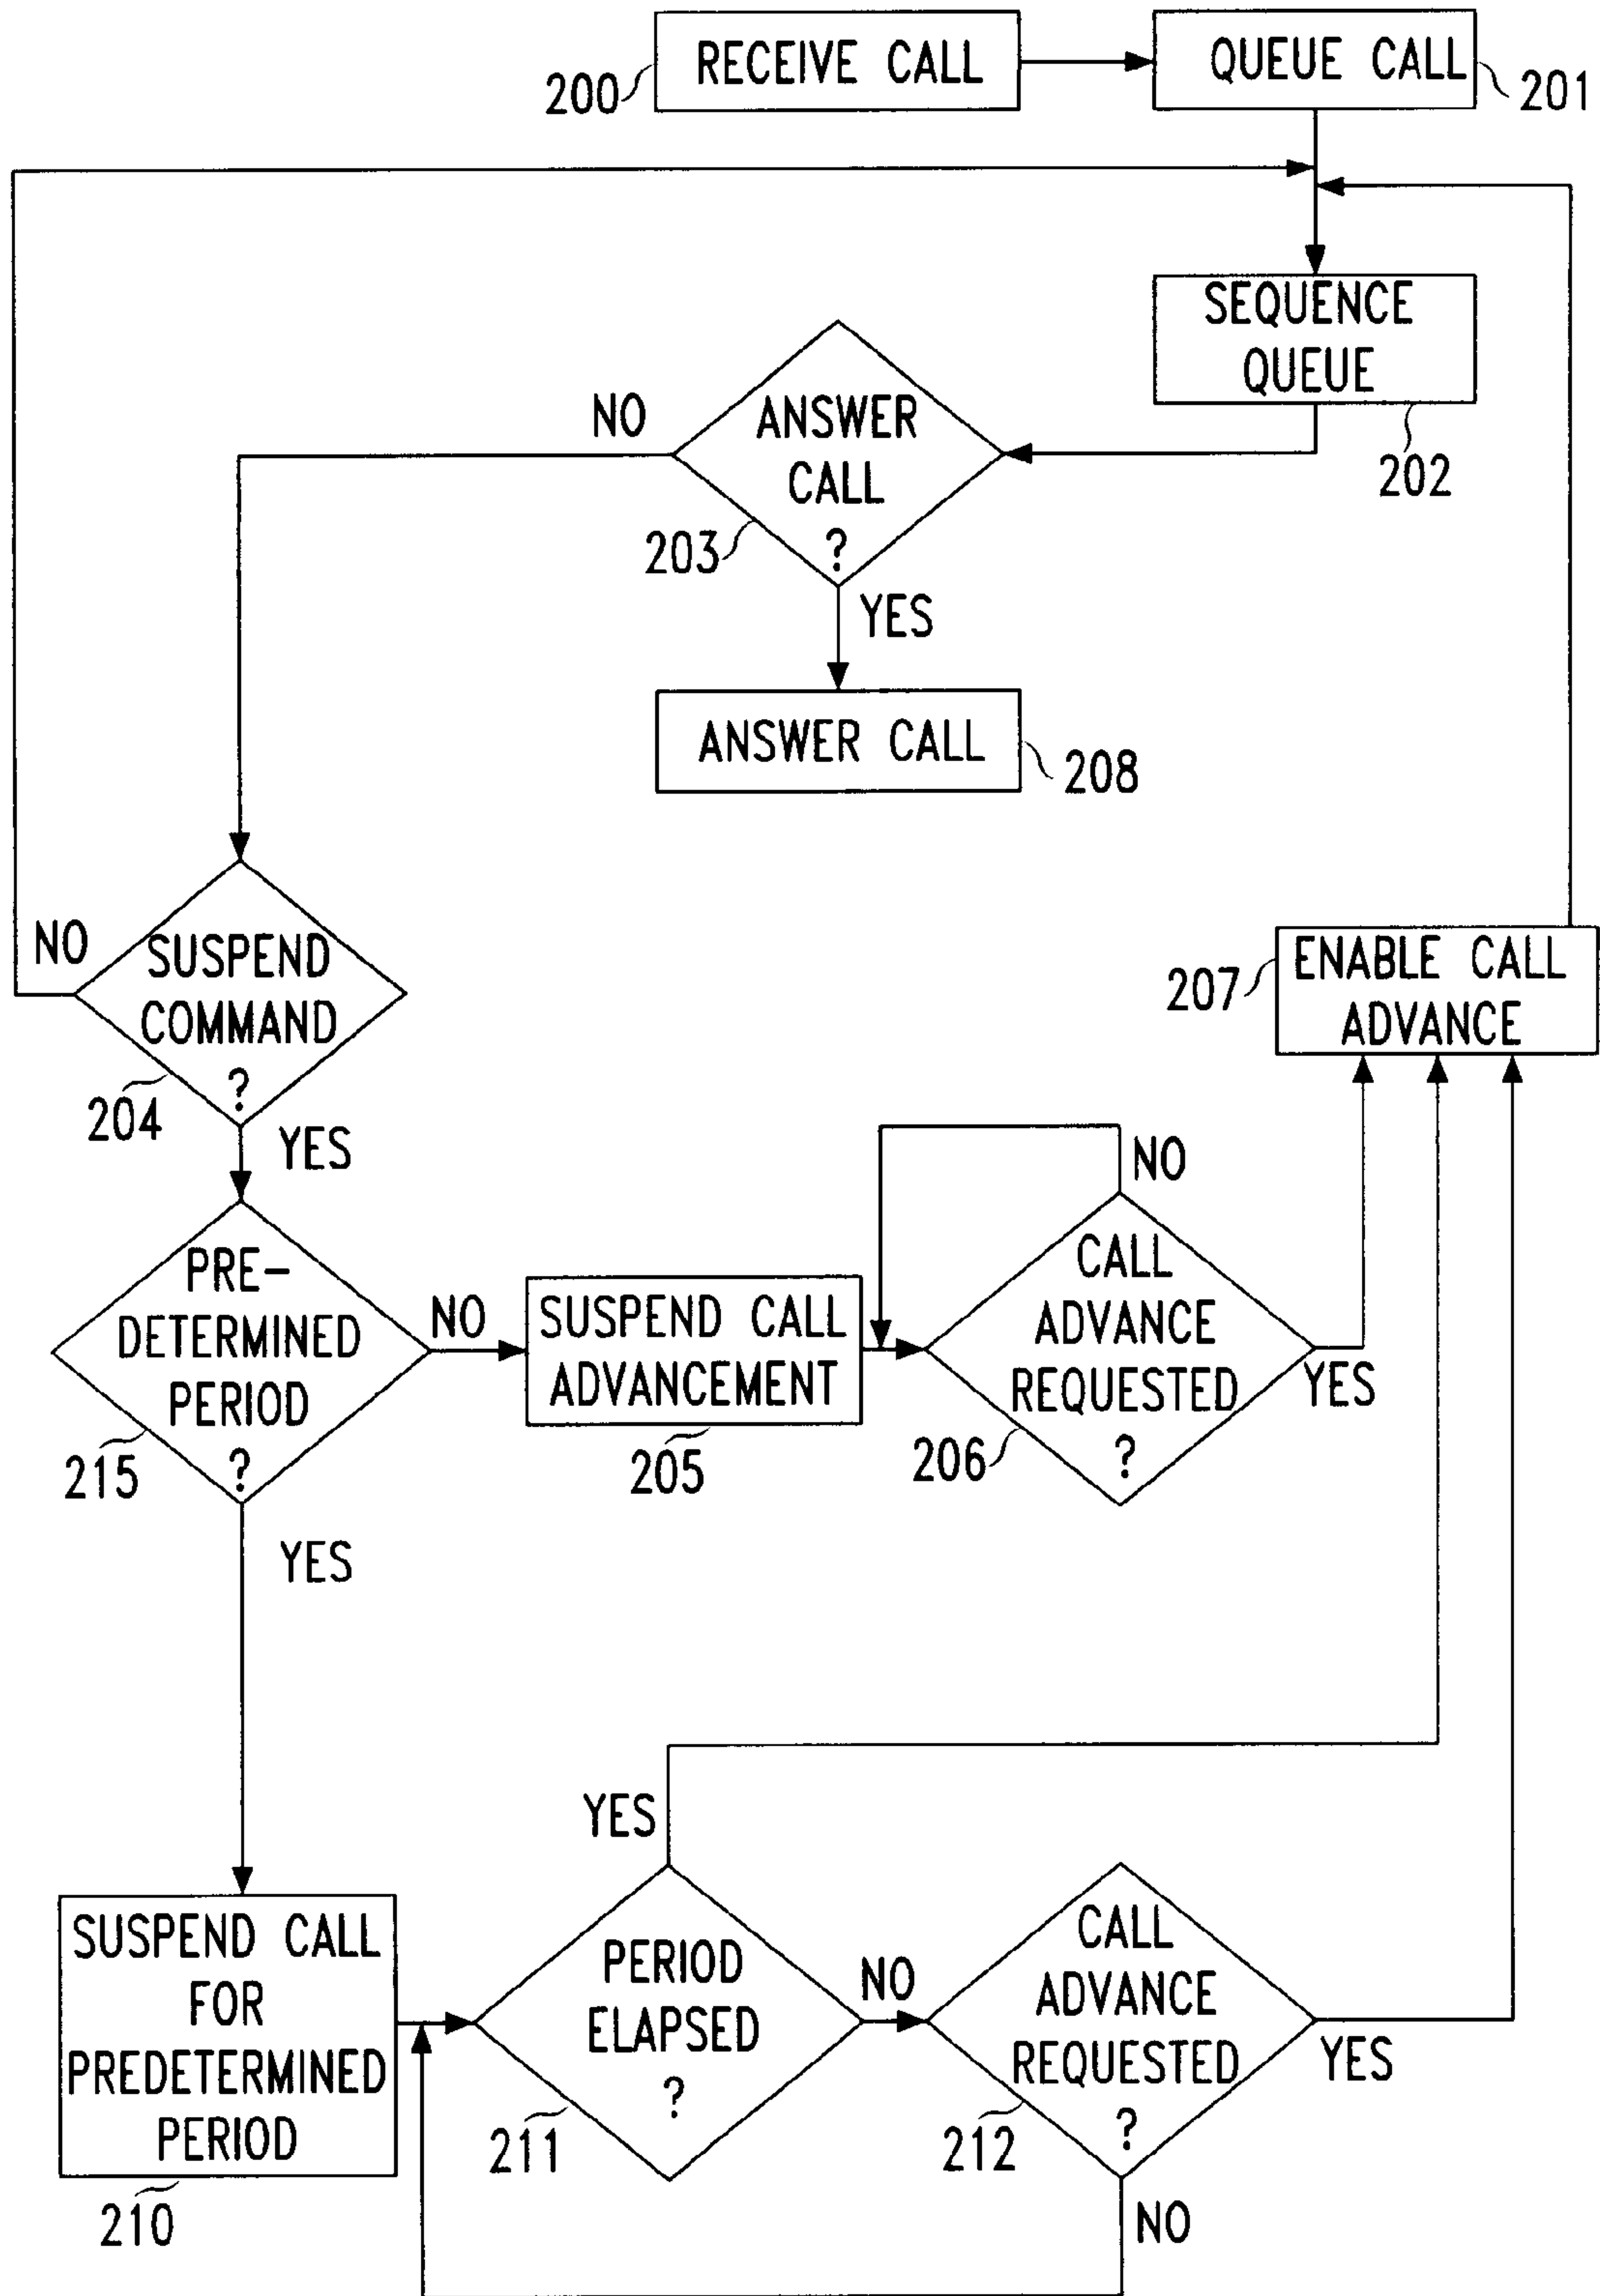 RECEIVE CALL
200
QUEUE CALL
201
SEQUENCE
QUEUE
202
NO
ANSWER
CALL
?
203
YES
ANSWER CALL
208
NO
SUSPEND
COMMAND
?
204
YES
207
ENABLE CALL
ADVANCE
PRE-
DETERMINED
PERIOD
?
215
NO
SUSPEND CALL
ADVANCEMENT
205
NO
CALL
ADVANCE
REQUESTED
?
206
YES
YES
YES
SUSPEND CALL
FOR
PREDETERMINED
PERIOD
210
PERIOD
ELAPSED
?
211
NO
CALL
ADVANCE
REQUESTED
?
212
YES
NO